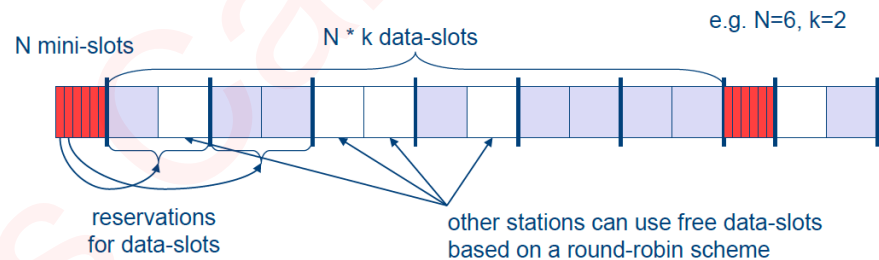 e.g. N=6, k=2
N mini-slots
N * k data-slots
reservations
for data-slots
other stations can use free data-slots
based on a round-robin scheme